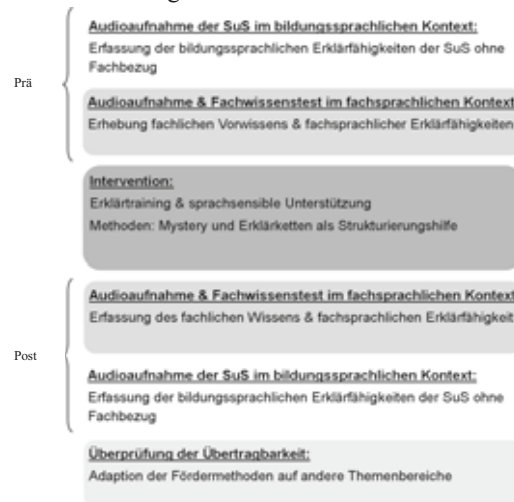 Audioaufnahme der SuS im bildungssprachlichen Kontext:
Erfassung der bildungssprachlichen Erklärfähigkeiten der SuS ohne
Fachbezug
Prä
Audioaufnahme & Fachwissenstest im fachsprachlichen Kontext
Erhebung fachlichen Vorwissens & fachsprachlicher Erklärfähigkeiten
Intervention:
Erklärtraining & sprachsensible Unterstützung
Methoden: Mystery und Erklärketten als Strukturierungshilfe
Audioaufnahme & Fachwissenstest im fachsprachlichen Kontext
Erfassung des fachlichen Wissens & fachsprachlichen Erklärfähigkeit
Post
Audioaufnahme der SuS im bildungssprachlichen Kontext:
Erfassung der bildungssprachlichen Erklärfähigkeiten der SuS ohne
Fachbezug
Überprüfung der Übertragbarkeit:
Adaption der Fördermethoden auf andere Themenbereiche